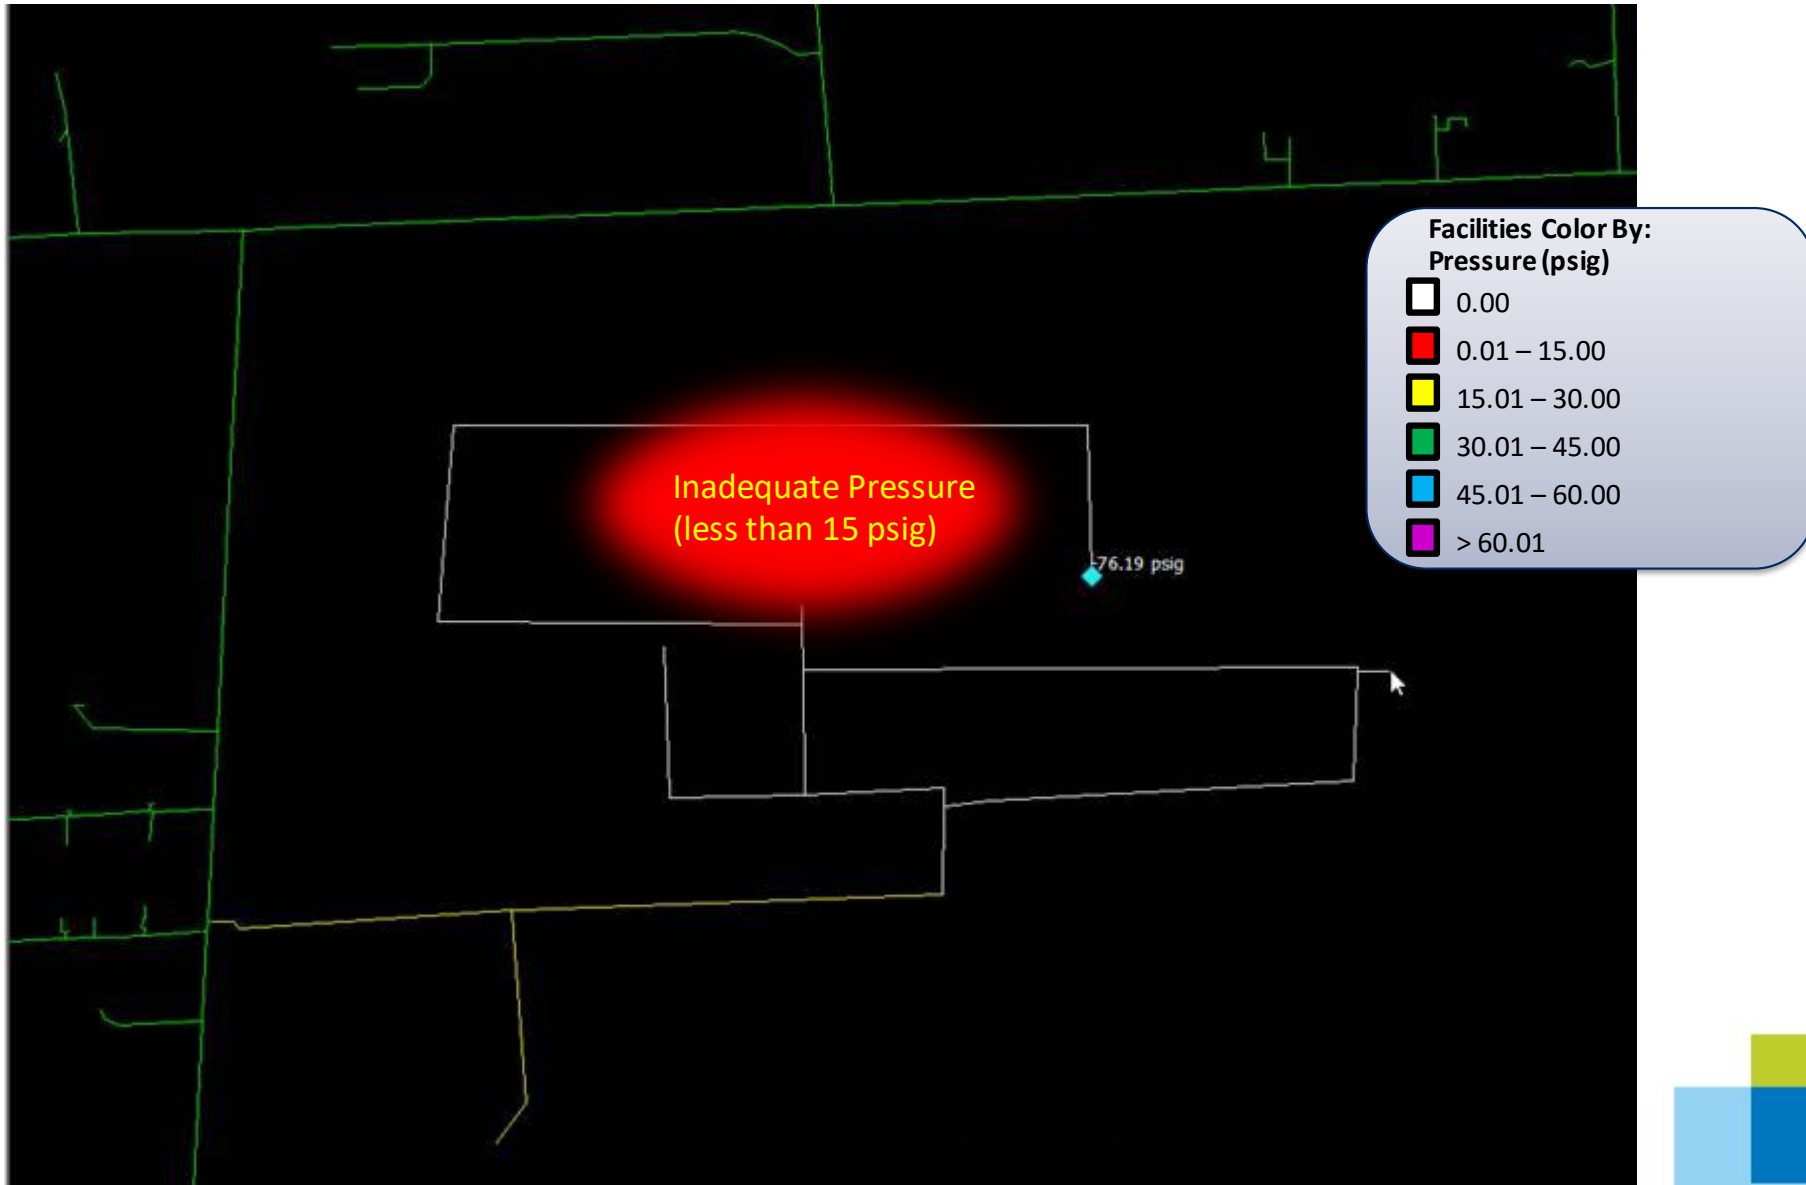 Facilities Color By:
Pressure (psig)
0.00
0.01 – 15.00
15.01 – 30.00
30.01 – 45.00
45.01 – 60.00
> 60.01
Inadequate Pressure
(less than 15 psig)
-76.19 psig